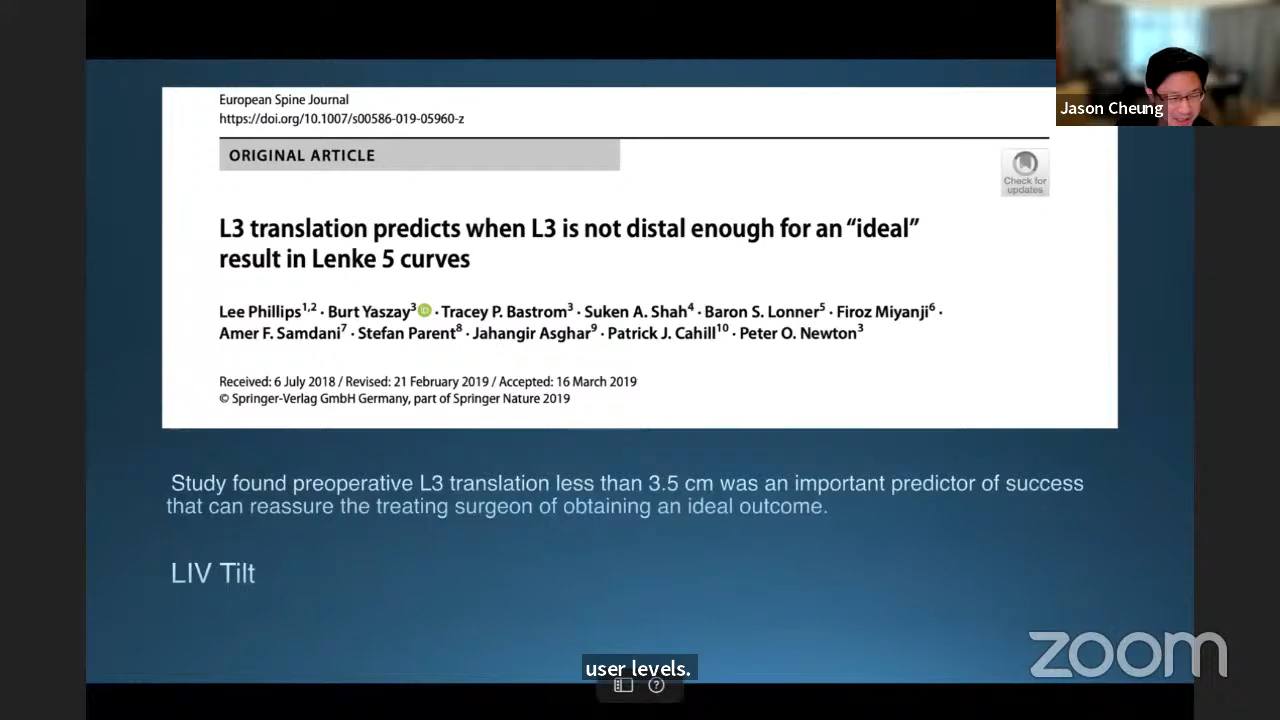 Jason Cheung
European Spine Journal
https://doi.org/10.1007/s00586-019-05960-z
ORIGINAL ARTICLE
Check for
updates
L3 translation predicts when L3 is not distal enough for an “ideal”
result in Lenke 5 curves
Lee Phillips1,2 · Burt Yaszay3 iD · Tracey P. Bastrom3 · Suken A. Shah4 · Baron S. Lonner5 · Firoz Miyanji6 ·
Amer F. Samdani7 · Stefan Parent8 · Jahangir Asghar9 · Patrick J. Cahill10 · Peter O. Newton3
Received: 6 July 2018 / Revised: 21 February 2019 / Accepted: 16 March 2019
© Springer-Verlag GmbH Germany, part of Springer Nature 2019
Study found preoperative L3 translation less than 3.5 cm was an important predictor of success
that can reassure the treating surgeon of obtaining an ideal outcome.
LIV Tilt
zoom
user levels.